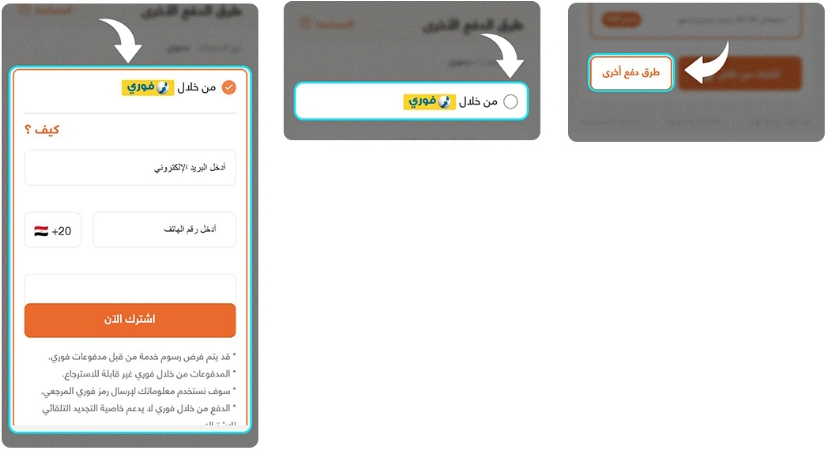 طرق دفع أخرى
طرق الدفع الأخرى
من خلال فوري
طرق الدفع الأخرى
من خلال فوري
كيف ؟
أدخل البريد الإلكتروني
أدخل رقم الهاتف
+20
اشترك الآن
* قد يتم فرض رسوم خدمة من قبل مدفوعات فوري.
* المدفوعات من خلال فوري غير قابلة للاسترجاع.
* سوف نستخدم معلوماتك لإرسال رمز فوري المرجعي.
* الدفع من خلال فوري لا يدعم خاصية التجديد التلقائي